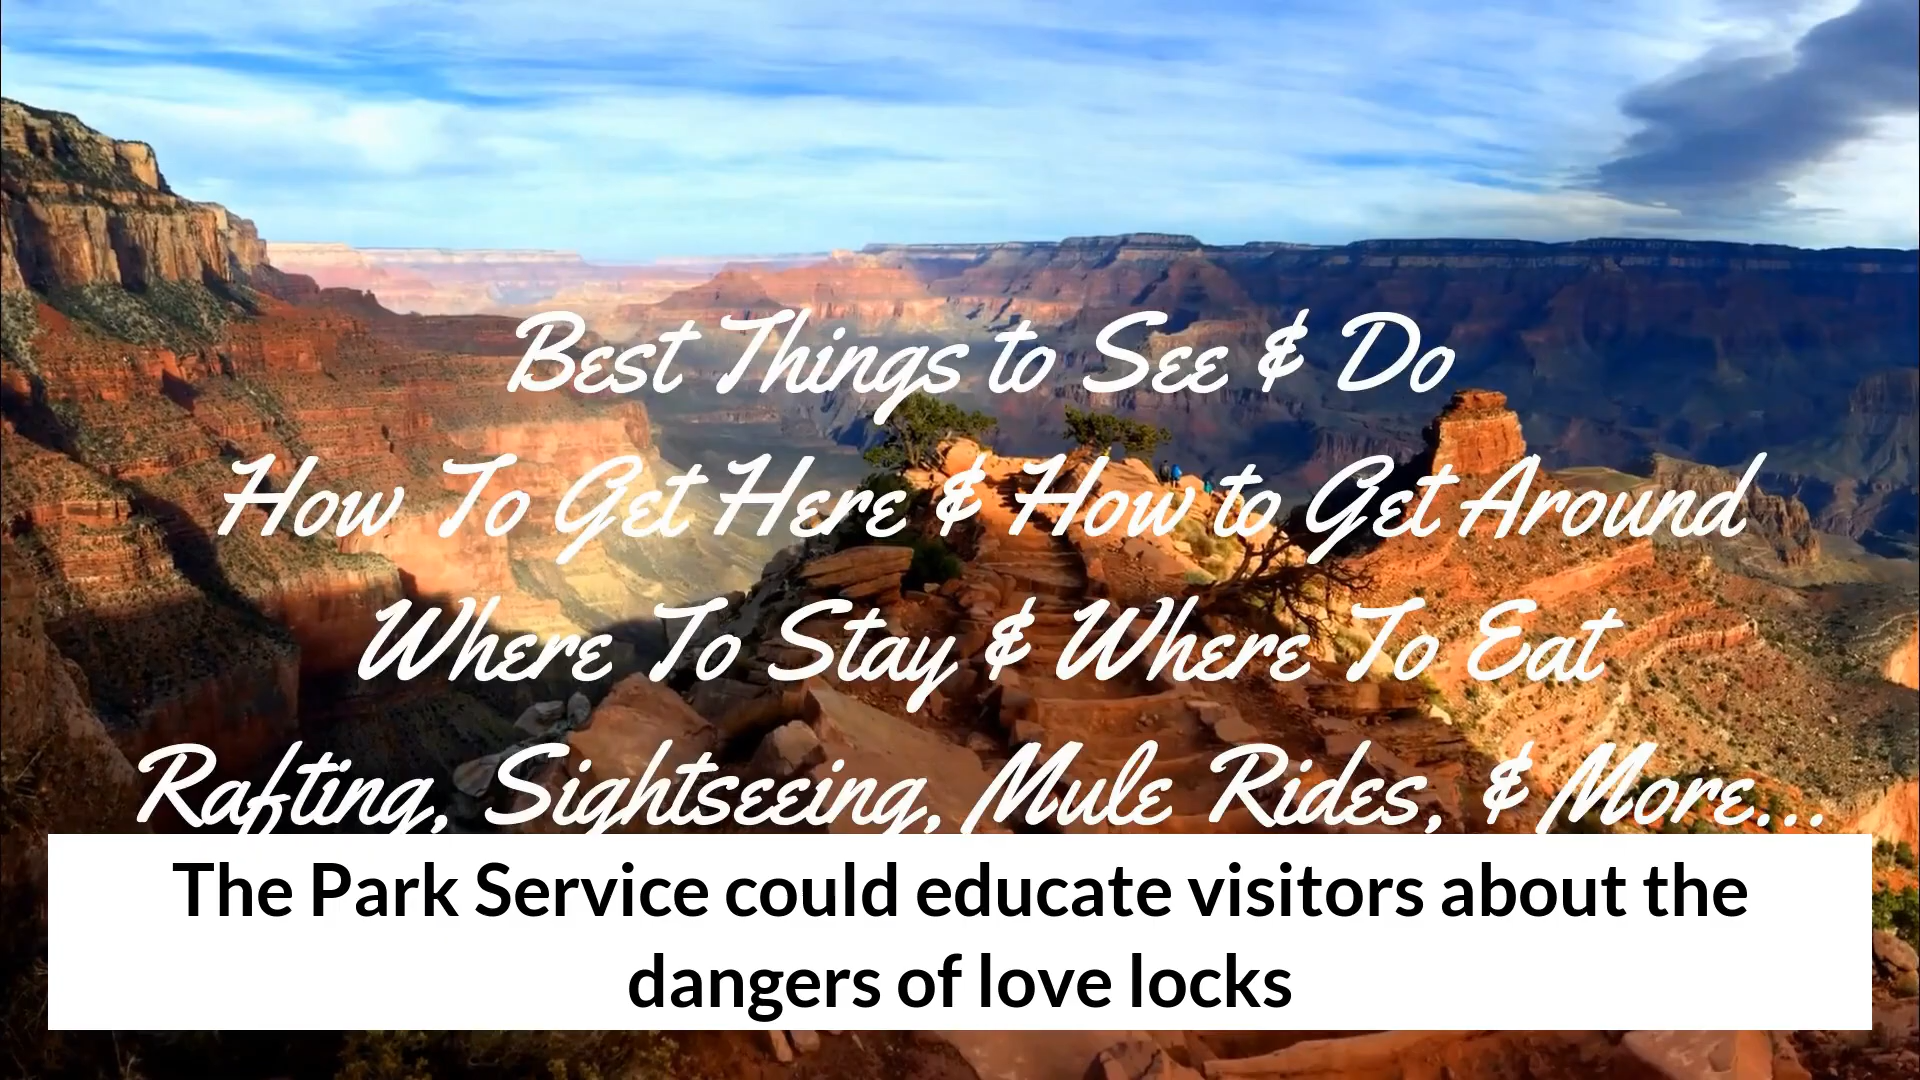 Best Things to See & Do
How To Get Here & How to Get Around
Where To Stay & Where To Eat
Rafting, Sightseeing, Mule Rides, & More...
The Park Service could educate visitors about the
dangers of love locks